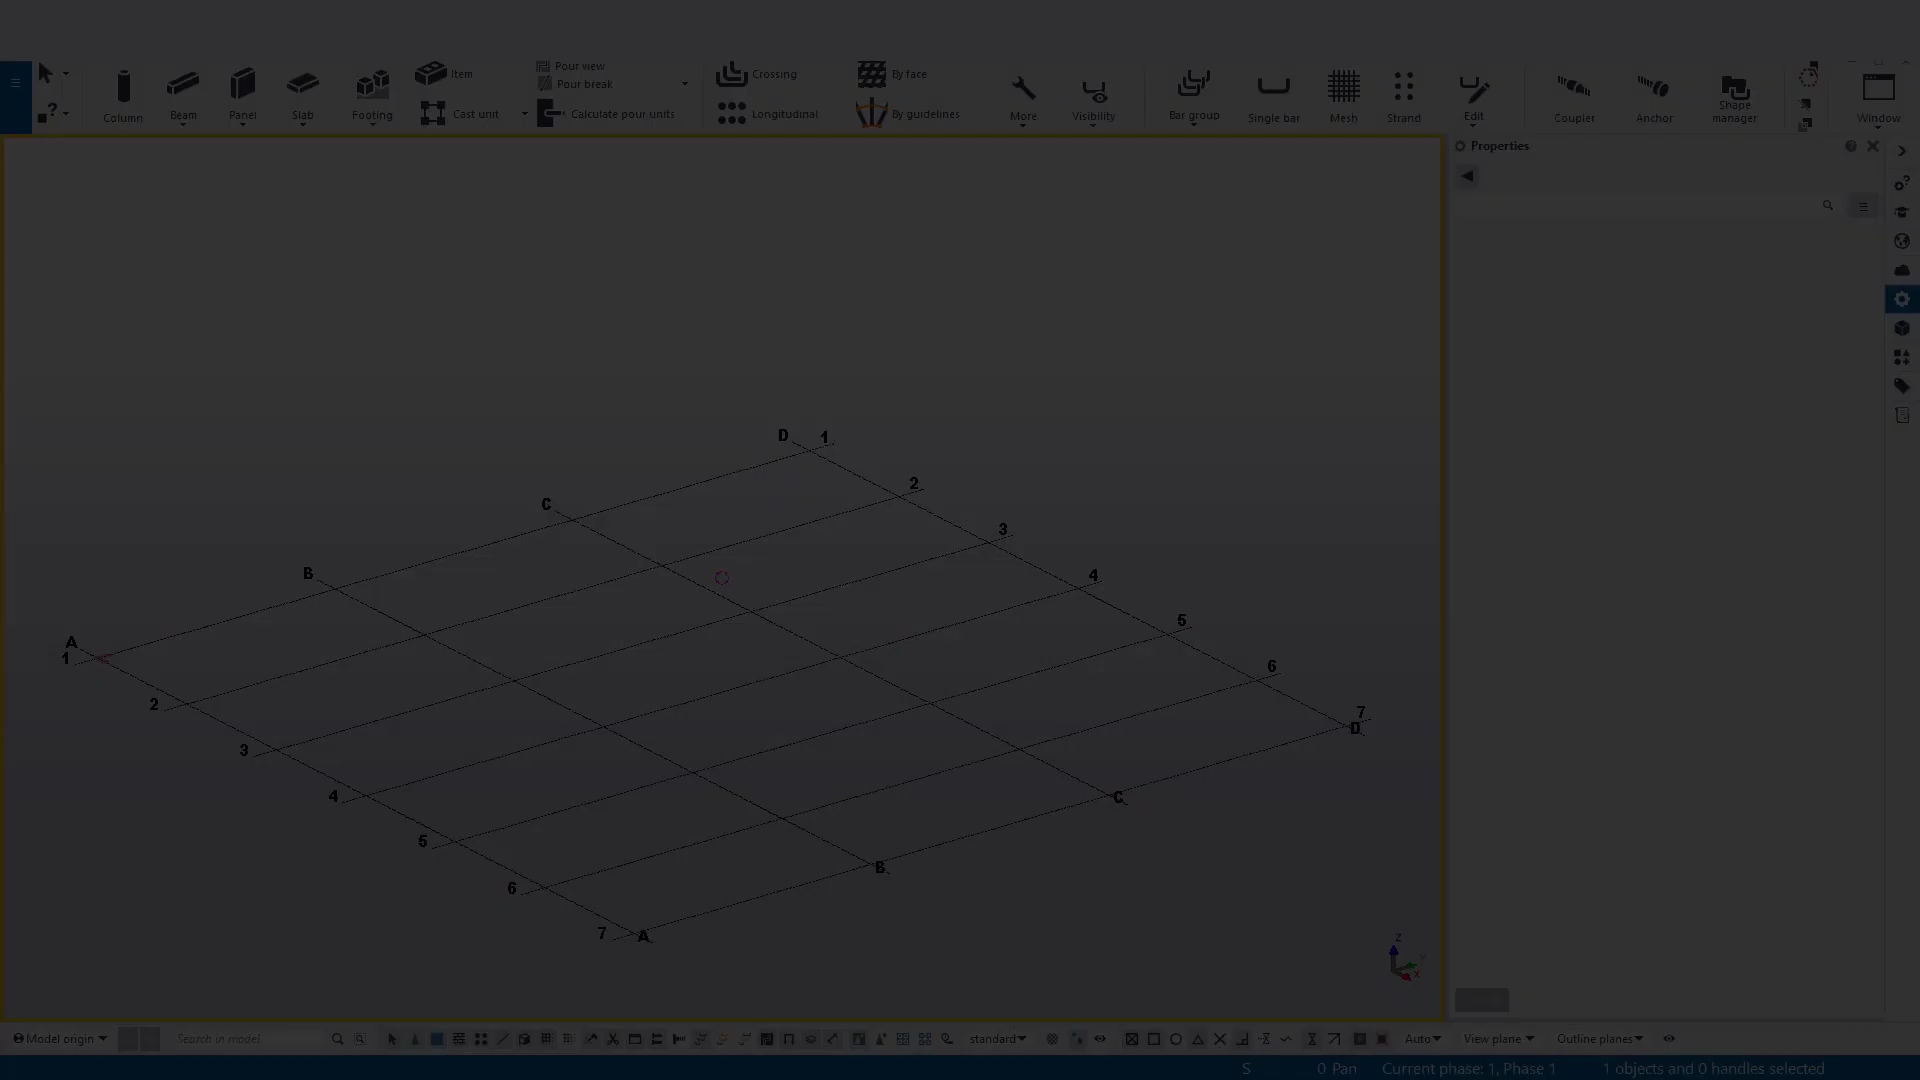 Item
Pour view
Pour break
Crossing
By face
Column
Beam
Panel
Slab
Footing
Cast unit
Calculate pour units
Longitudinal
By guidelines
More
Visibility
Bar group
Single bar
Mesh
Strand
Edit
Coupler
Anchor
Shape
manager
Window
Properties
D
1
2
C
3
B
4
5
A
1
6
2
7
D
3
4
C
5
B
6
7
A
Z
Y
X
Model origin
Search in model
standard
Auto
View plane
Outline planes
S
0
Pan
Current phase: 1, Phase 1
1 objects and 0 handles selected